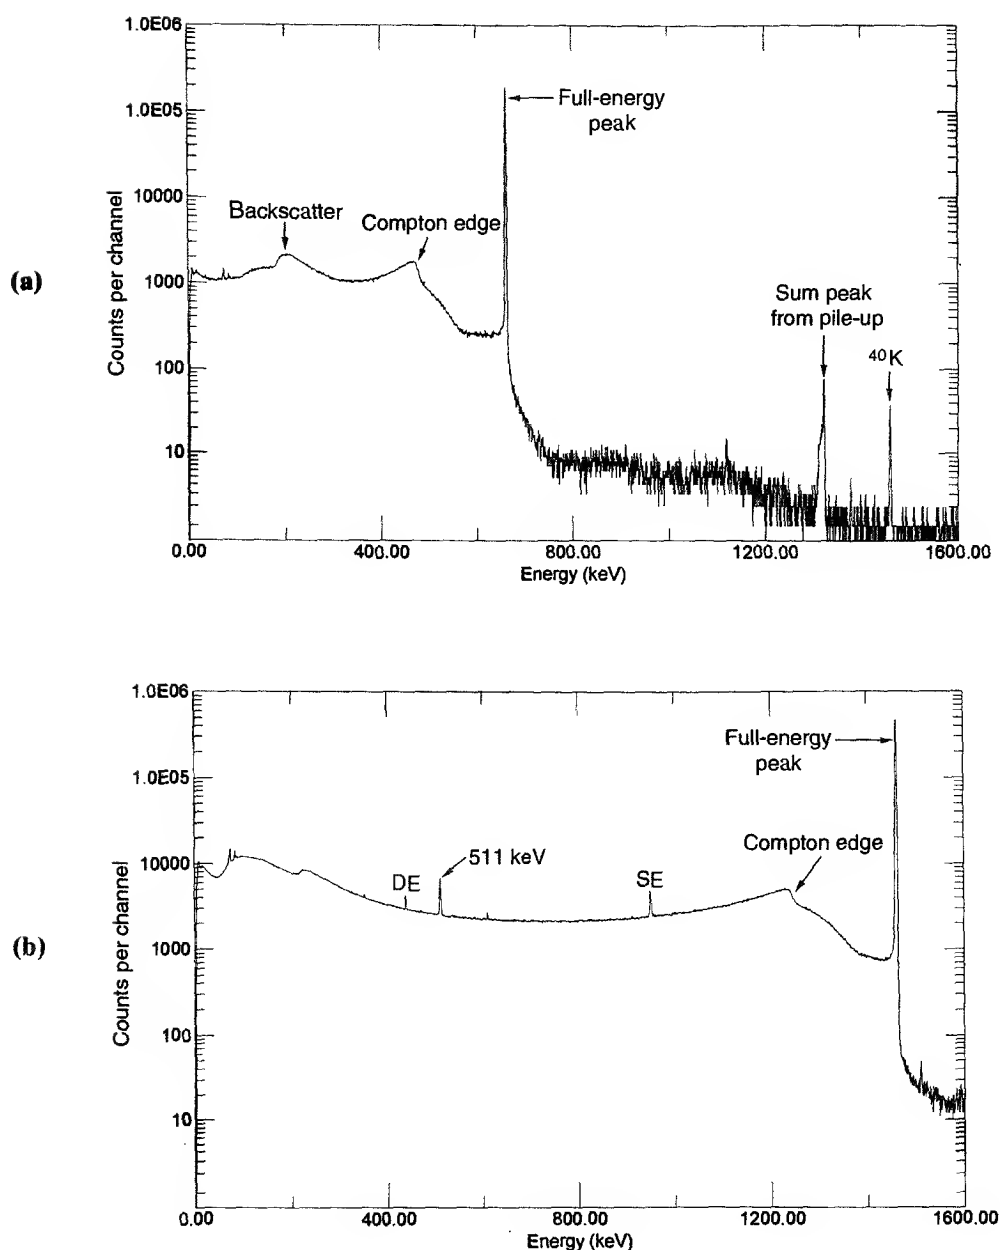 (a)
1.0E06
1.0E05
10000
1000
100
10
Counts per channel
Full-energy
peak
Backscatter
Compton edge
Sum peak
from pile-up
⁴⁰K
0.00
400.00
800.00
1200.00
1600.00
Energy (keV)
(b)
1.0E06
1.0E05
10000
1000
100
10
Counts per channel
Full-energy
peak
Compton edge
511 keV
DE
SE
0.00
400.00
800.00
1200.00
1600.00
Energy (keV)